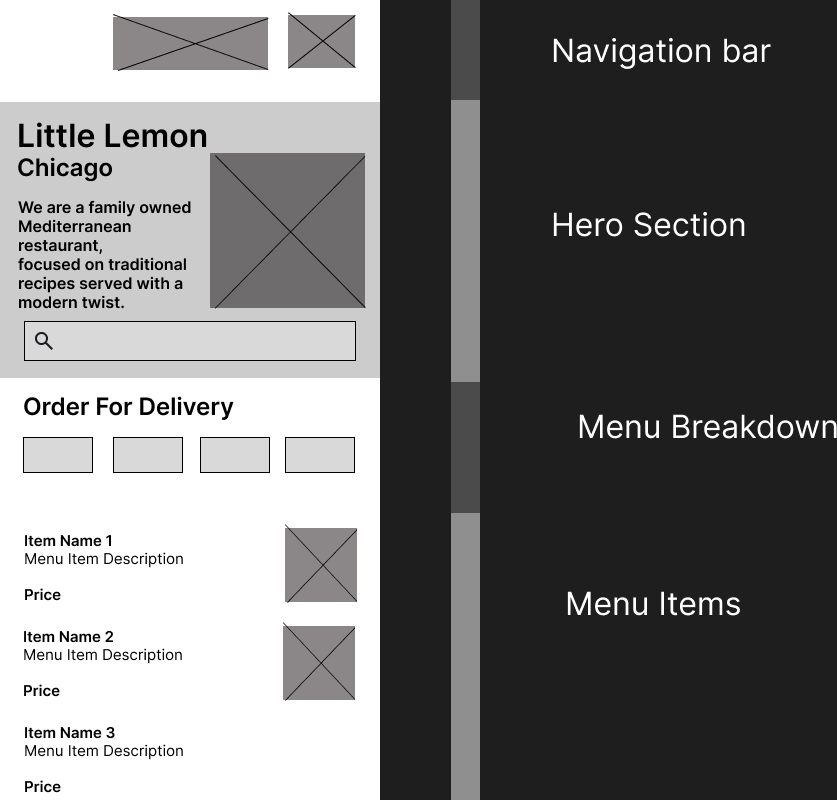 Navigation bar
Little Lemon
Chicago
We are a family owned
Mediterranean
restaurant,
focused on traditional
recipes served with a
modern twist.
Hero Section
Order For Delivery
Menu Breakdown
Item Name 1
Menu Item Description
Price
Item Name 2
Menu Item Description
Price
Item Name 3
Menu Item Description
Price
Menu Items